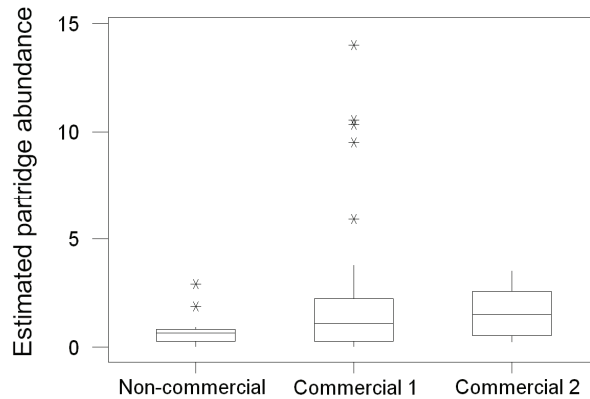 Estimated partridge abundance
15
10
5
0
Non-commercial
Commercial 1
Commercial 2